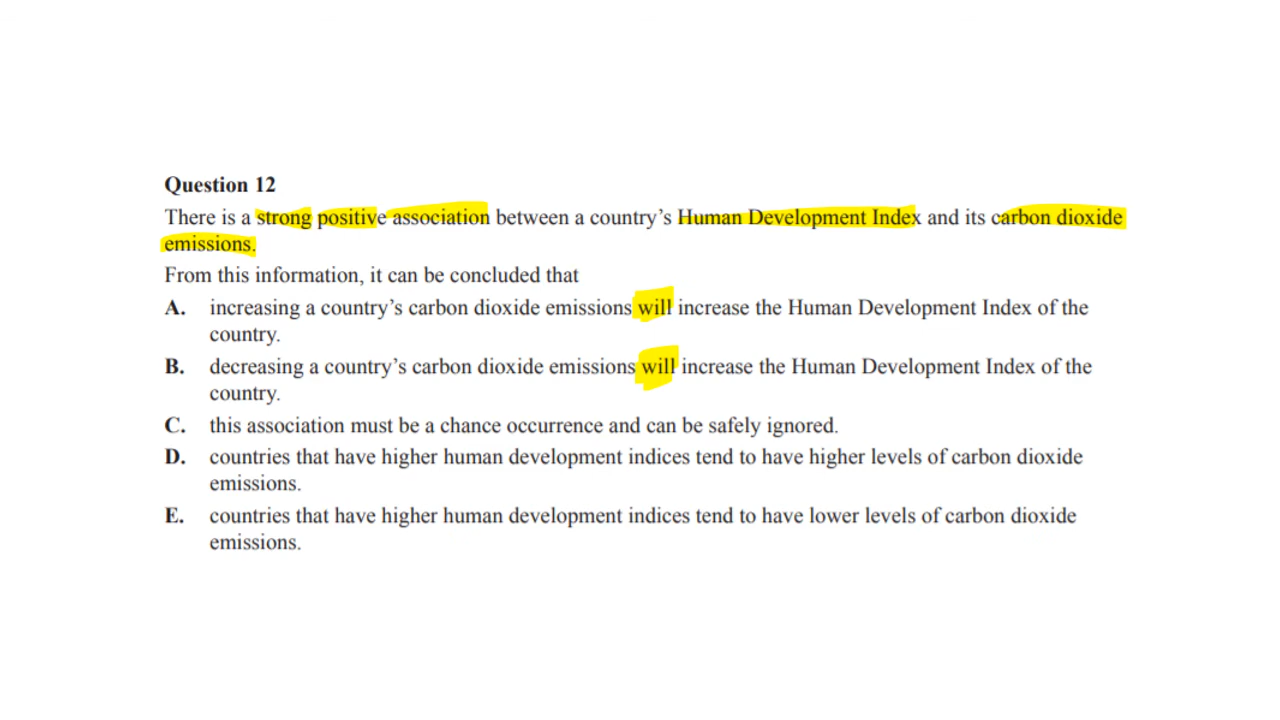 Question 12
There is a strong positive association between a country’s Human Development Index and its carbon dioxide
emissions.
From this information, it can be concluded that
A. increasing a country’s carbon dioxide emissions will increase the Human Development Index of the
country.
B. decreasing a country’s carbon dioxide emissions will increase the Human Development Index of the
country.
C. this association must be a chance occurrence and can be safely ignored.
D. countries that have higher human development indices tend to have higher levels of carbon dioxide
emissions.
E. countries that have higher human development indices tend to have lower levels of carbon dioxide
emissions.